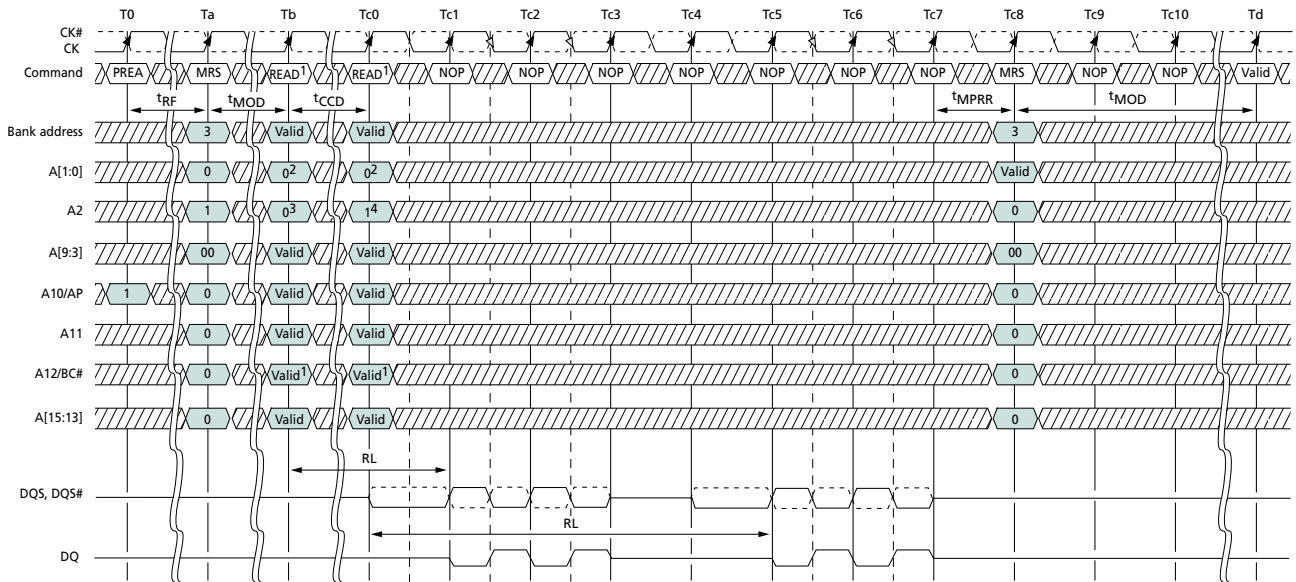 T0 Ta Tb Tc0 Tc1 Tc2 Tc3 Tc4 Tc5 Tc6 Tc7 Tc8 Tc9 Tc10 Td
CK#
CK
Command PREA MRS READ1 READ1 NOP NOP NOP NOP NOP NOP NOP MRS NOP NOP Valid
tRF tMOD tCCD tMPRR tMOD
Bank address 3 Valid Valid 3
A[1:0] 0 02 02 Valid
A2 1 03 14 0
A[9:3] 00 Valid Valid 00
A10/AP 1 0 Valid Valid 0
A11 0 Valid Valid 0
A12/BC# 0 Valid1 Valid1 0
A[15:13] 0 Valid Valid 0
RL
DQS, DQS#
RL
DQ